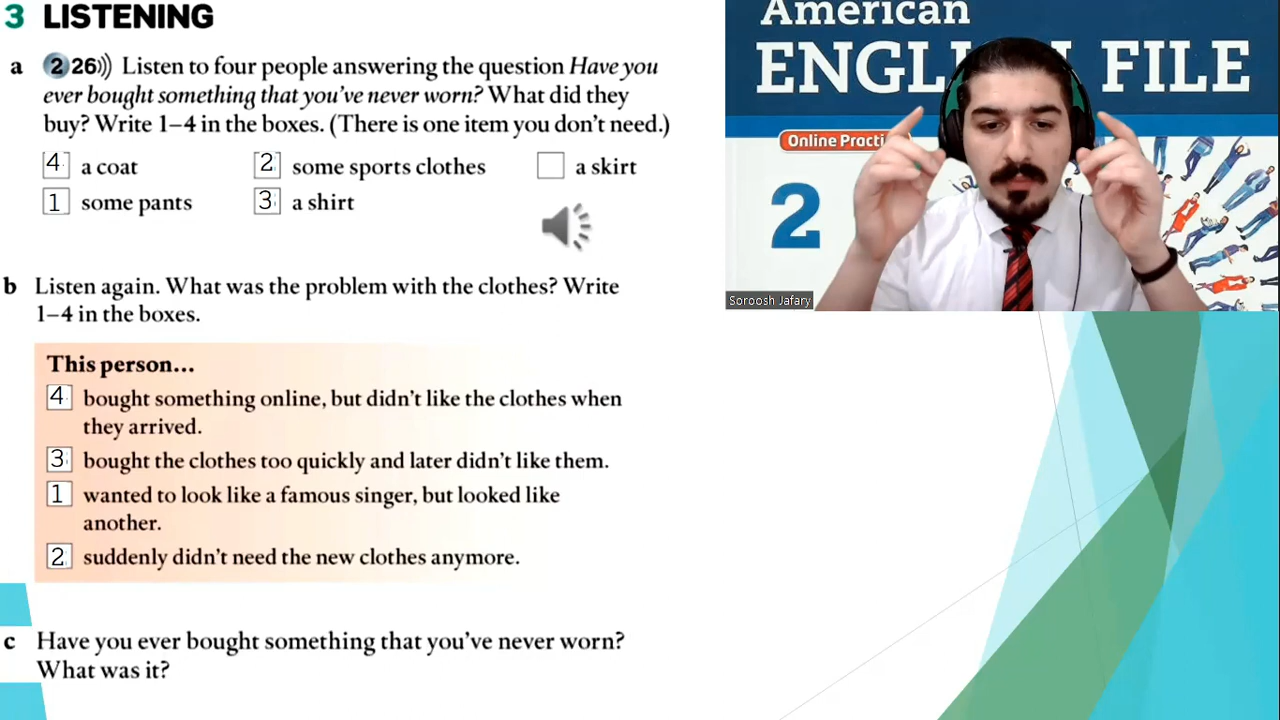 3 LISTENING
a 2 26 Listen to four people answering the question Have you
ever bought something that you've never worn? What did they
buy? Write 1–4 in the boxes. (There is one item you don't need.)
4 a coat 2 some sports clothes a skirt
1 some pants 3 a shirt
b Listen again. What was the problem with the clothes? Write
1–4 in the boxes.
This person...
4 bought something online, but didn't like the clothes when
they arrived.
3 bought the clothes too quickly and later didn't like them.
1 wanted to look like a famous singer, but looked like
another.
2 suddenly didn't need the new clothes anymore.
c Have you ever bought something that you've never worn?
What was it?
American
FILE
Online
2
Soroosh Jafary